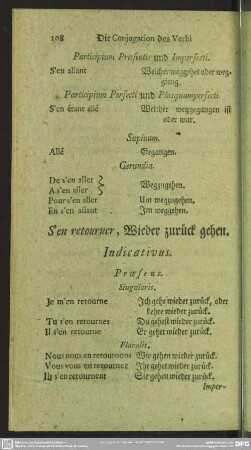 108 Die Conjugation des Verbi
Participium Præsentis und Imperfecti.
S'en allant Welcher weggehet oder weg-
gieng.
Participium Perfecti und Plusquamperfecti.
S'en étant allé Welcher weggegangen ist
oder war.
Supinum.
Allé Gegangen.
Gerundia.
De s'en aller
A s'en aller Wegzugehen.
Pour s'en aller Um wegzugehen.
En s'en allant Im weggehen.
S'en retourner, Wieder zurück gehen.
Indicativus.
Præsens.
Singularis.
Je m'en retourne Ich gehe wieder zurück, oder
kehre wieder zurück.
Tu s'en retournes Du gehest wieder zurück.
Il s'en retourne Er gehet wieder zurück.
Pluralis.
Nous nous en retournons Wir gehen wieder zurück.
Vous vous en retournez Ihr gehet wieder zurück.
Ils s'en retournent Sie gehen wieder zurück.
Imper-